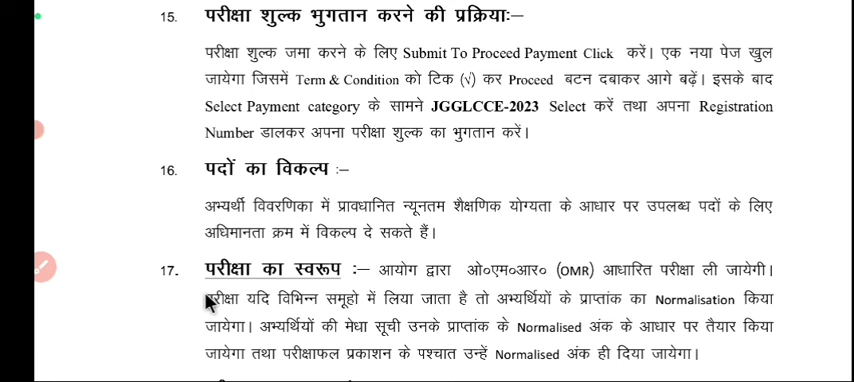 15. परीक्षा शुल्क भुगतान करने की प्रक्रियाः–
परीक्षा शुल्क जमा करने के लिए Submit To Proceed Payment Click करें। एक नया पेज खुल
जायेगा जिसमें Term & Condition को टिक (√) कर Proceed बटन दबाकर आगे बढ़ें। इसके बाद
Select Payment category के सामने JGGLCCE-2023 Select करें तथा अपना Registration
Number डालकर अपना परीक्षा शुल्क का भुगतान करें।
16. पदों का विकल्प :–
अभ्यर्थी विवरणिका में प्रावधानित न्यूनतम शैक्षणिक योग्यता के आधार पर उपलब्ध पदों के लिए
अधिमानता क्रम में विकल्प दे सकते हैं।
17. परीक्षा का स्वरूप :– आयोग द्वारा ओ०एम०आर० (OMR) आधारित परीक्षा ली जायेगी।
परीक्षा यदि विभिन्न समूहो में लिया जाता है तो अभ्यर्थियों के प्राप्तांक का Normalisation किया
जायेगा। अभ्यर्थियों की मेधा सूची उनके प्राप्तांक के Normalised अंक के आधार पर तैयार किया
जायेगा तथा परीक्षाफल प्रकाशन के पश्चात उन्हें Normalised अंक ही दिया जायेगा।